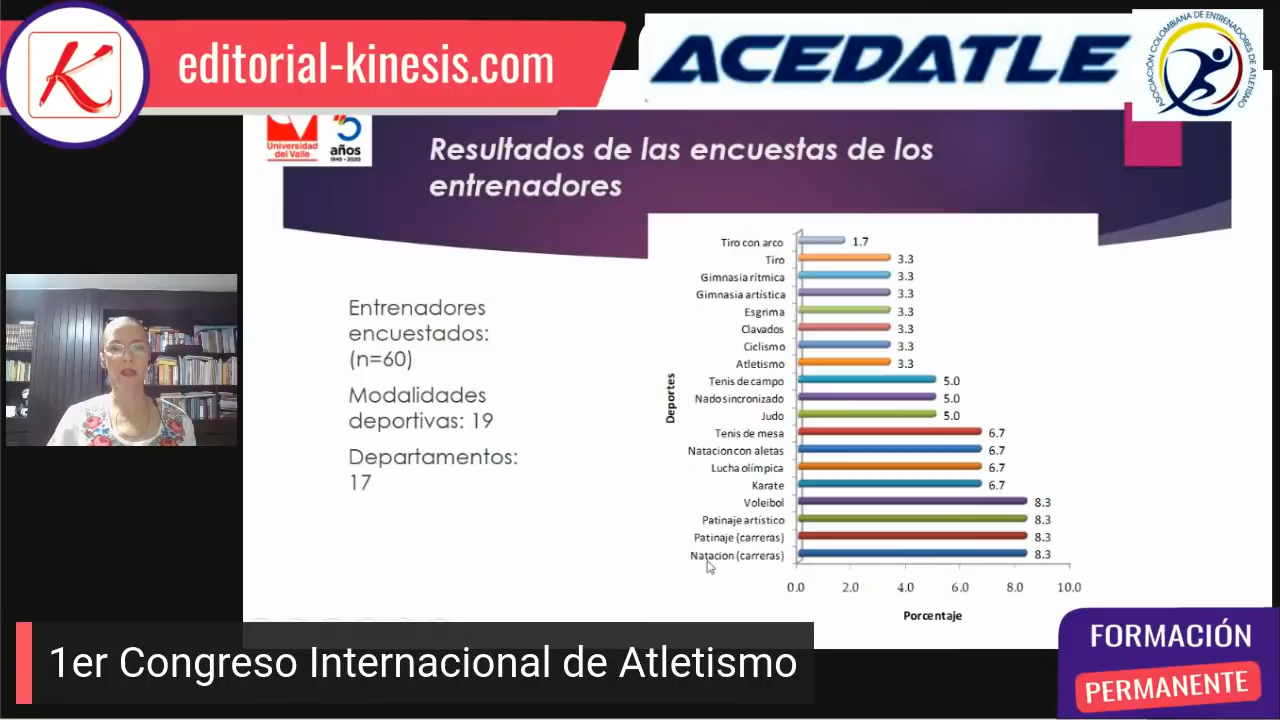 editorial-kinesis.com
ACEDATLE
ASOCIACIÓN COLOMBIANA DE ENTRENADORES DE ATLETISMO
K
Universidad
del Valle
75
años
1945 - 2020
Resultados de las encuestas de los
entrenadores
Entrenadores
encuestados:
(n=60)
Modalidades
deportivas: 19
Departamentos:
17
Deportes
Tiro con arco 1.7
Tiro 3.3
Gimnasia rítmica 3.3
Gimnasia artística 3.3
Esgrima 3.3
Clavados 3.3
Ciclismo 3.3
Atletismo 3.3
Tenis de campo 5.0
Nado sincronizado 5.0
Judo 5.0
Tenis de mesa 6.7
Natacion con aletas 6.7
Lucha olímpica 6.7
Karate 6.7
Voleibol 8.3
Patinaje artístico 8.3
Patinaje (carreras) 8.3
Natacion (carreras) 8.3
0.0 2.0 4.0 6.0 8.0 10.0
Porcentaje
1er Congreso Internacional de Atletismo
FORMACIÓN
PERMANENTE